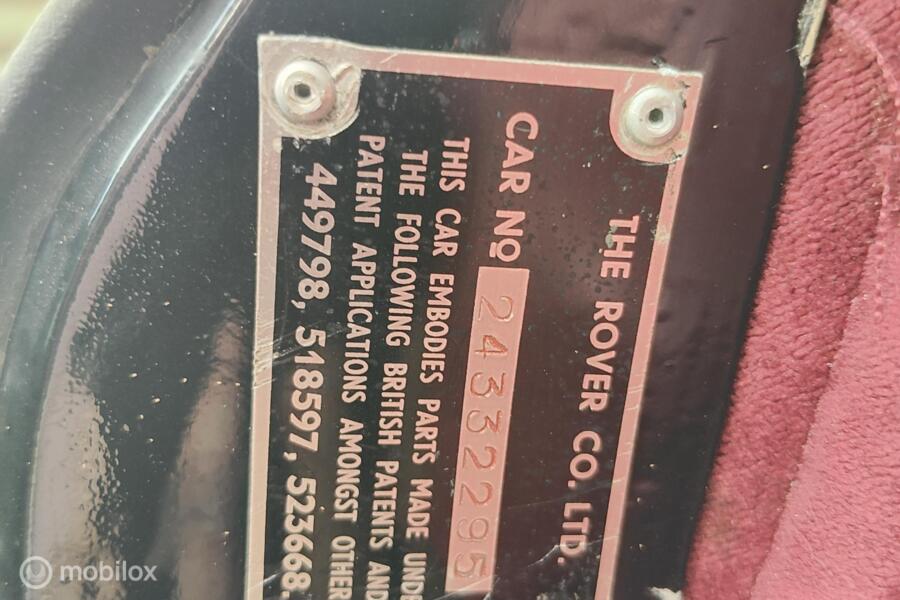 THE ROVER CO. LTD.
CAR Nº 24332295
THIS CAR EMBODIES PARTS MADE UNDE
THE FOLLOWING BRITISH PATENTS AND
PATENT APPLICATIONS AMONGST OTHER
449798, 518597, 523668.
mobilox